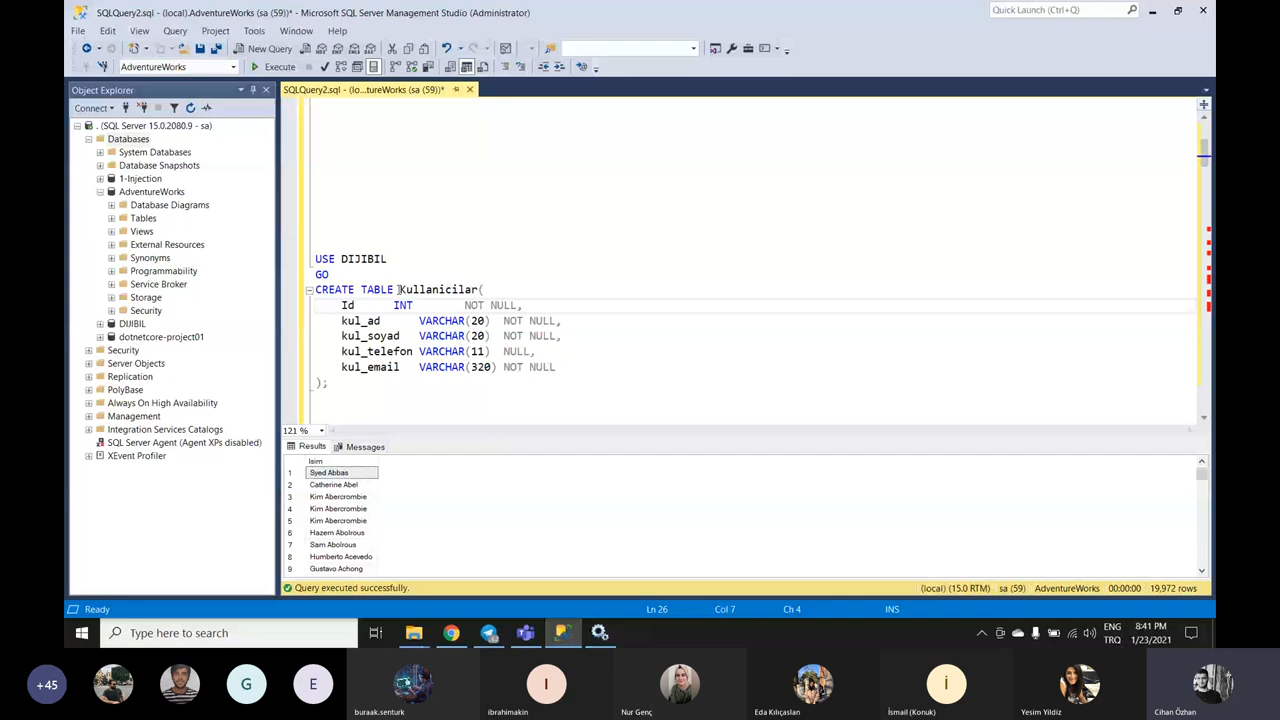 SQLQuery2.sql - (local).AdventureWorks (sa (59))* - Microsoft SQL Server Management Studio (Administrator)
Quick Launch (Ctrl+Q)
File Edit View Query Project Tools Window Help
New Query
AdventureWorks
Execute
Object Explorer
SQLQuery2.sql - (lo...tureWorks (sa (59))*
Connect
. (SQL Server 15.0.2080.9 - sa)
Databases
System Databases
Database Snapshots
1-Injection
AdventureWorks
Database Diagrams
Tables
Views
External Resources
Synonyms
Programmability
Service Broker
Storage
Security
DIJIBIL
dotnetcore-project01
Security
Server Objects
Replication
PolyBase
Always On High Availability
Management
Integration Services Catalogs
SQL Server Agent (Agent XPs disabled)
XEvent Profiler
USE DIJIBIL
GO
CREATE TABLE Kullanicilar(
Id INT NOT NULL,
kul_ad VARCHAR(20) NOT NULL,
kul_soyad VARCHAR(20) NOT NULL,
kul_telefon VARCHAR(11) NULL,
kul_email VARCHAR(320) NOT NULL
);
121 %
Results Messages
Isim
1 Syed Abbas
2 Catherine Abel
3 Kim Abercrombie
4 Kim Abercrombie
5 Kim Abercrombie
6 Hazem Abolrous
7 Sam Abolrous
8 Humberto Acevedo
9 Gustavo Achong
Query executed successfully.
(local) (15.0 RTM) sa (59) AdventureWorks 00:00:00 19,972 rows
Ready
Ln 26 Col 7 Ch 4 INS
Type here to search
ENG
TRQ
8:41 PM
1/23/2021
+45
G
E
I
İ
buraak.senturk
ibrahimakin
Nur Genç
Eda Kılıçaslan
İsmail (Konuk)
Yesim Yildiz
Cihan Özhan